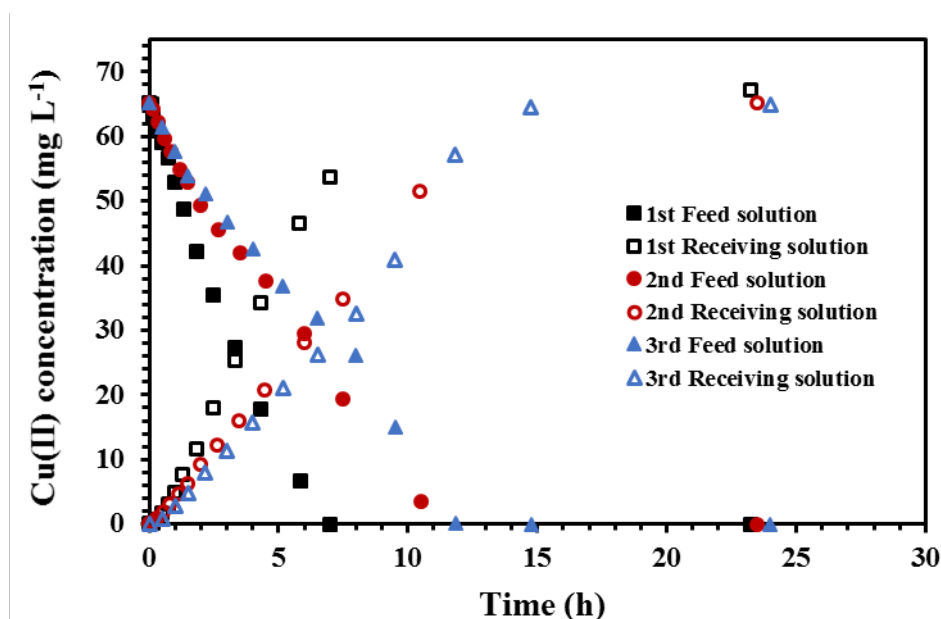 70
60
50
40
30
20
10
0
Cu(II) concentration (mg L-1)
1st Feed solution
1st Receiving solution
2nd Feed solution
2nd Receiving solution
3rd Feed solution
3rd Receiving solution
0 5 10 15 20 25 30
Time (h)